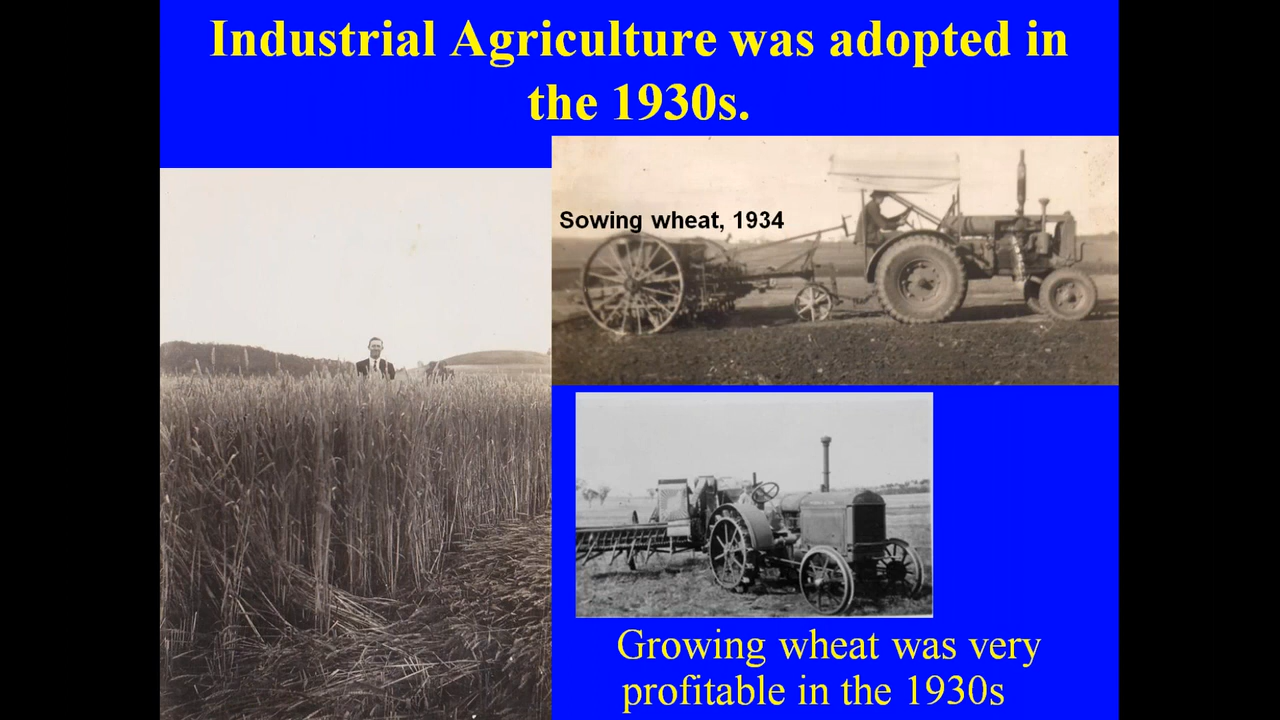 Industrial Agriculture was adopted in
the 1930s.
Sowing wheat, 1934
Growing wheat was very
profitable in the 1930s